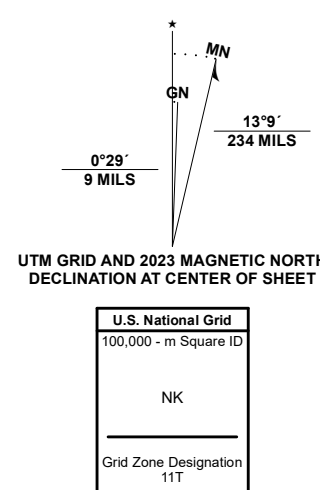 ★
MN
GN
13°9´
234 MILS
0°29´
9 MILS
UTM GRID AND 2023 MAGNETIC NORTH
DECLINATION AT CENTER OF SHEET
U.S. National Grid
100,000 - m Square ID
NK
Grid Zone Designation
11T